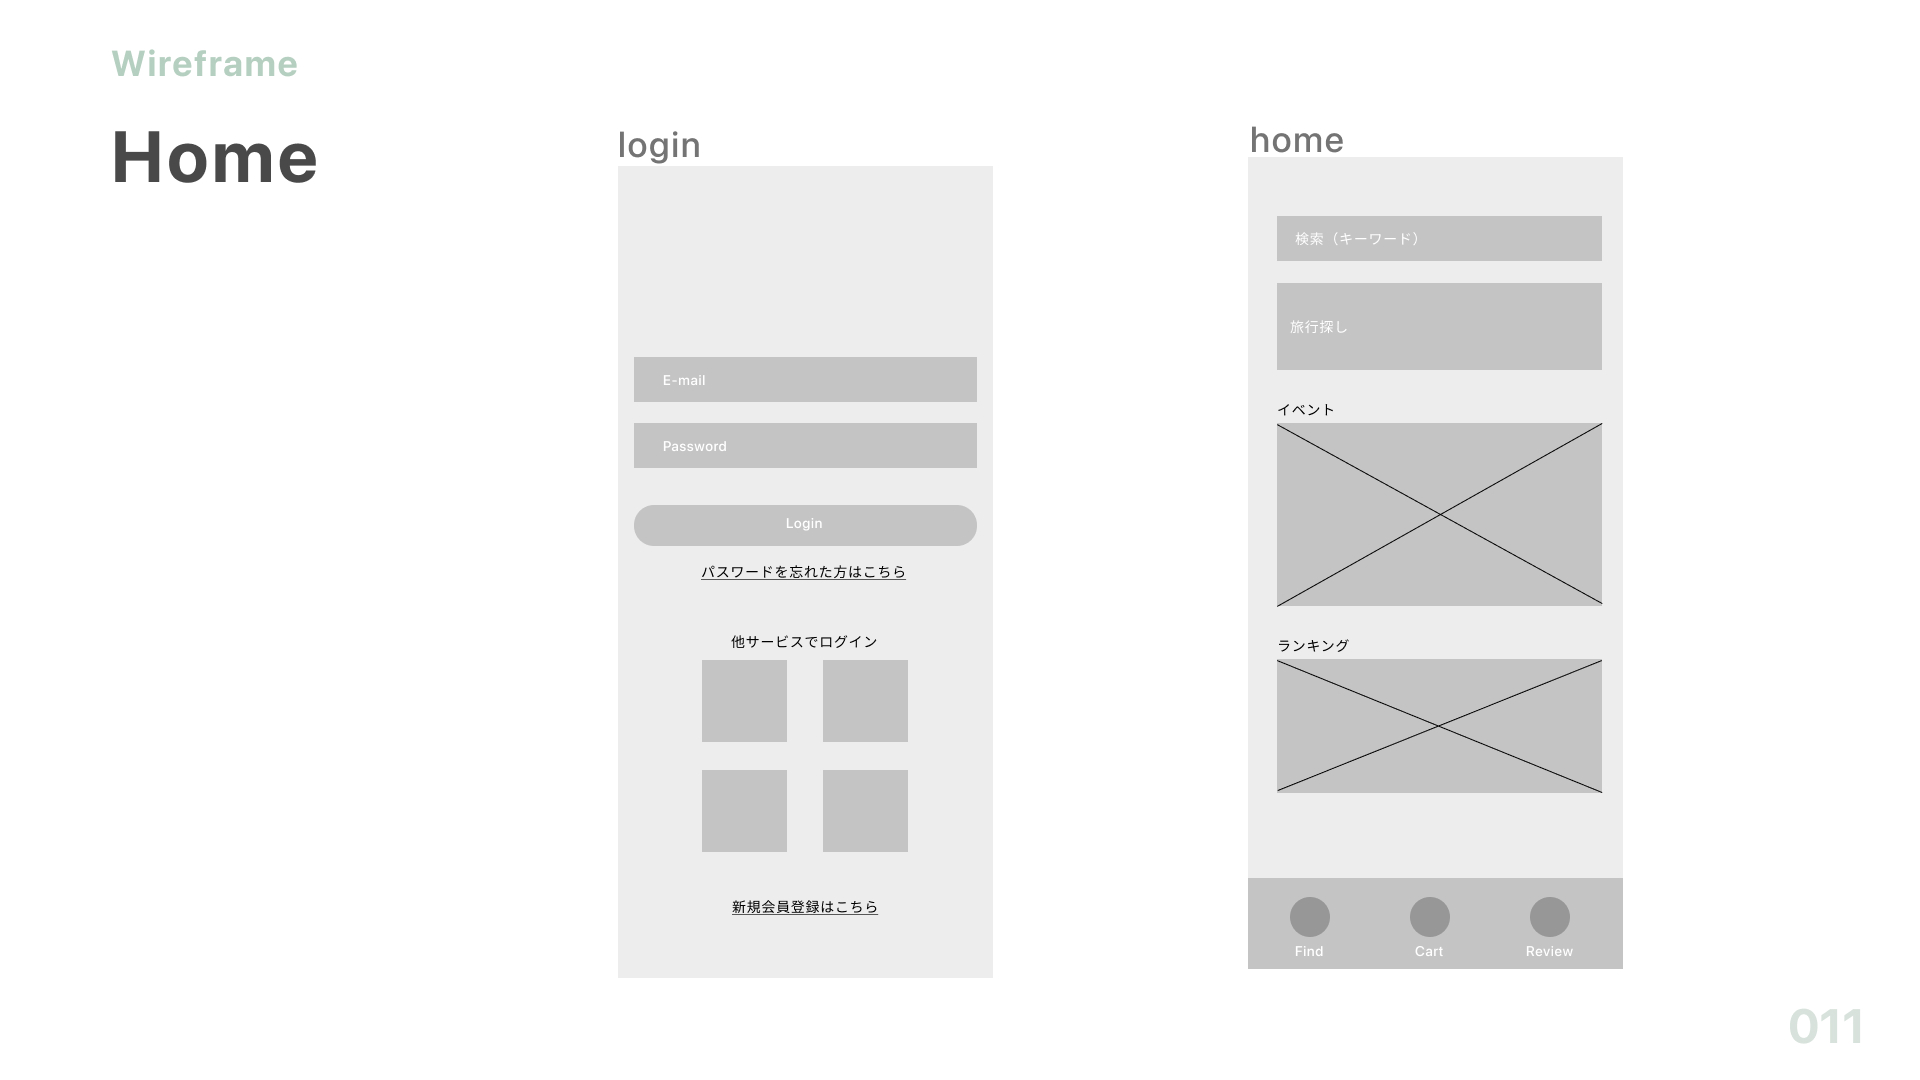 Wireframe
Home
login
E-mail
Password
Login
パスワードを忘れた方はこちら
他サービスでログイン
新規会員登録はこちら
home
検索（キーワード）
旅行探し
イベント
ランキング
Find
Cart
Review
011